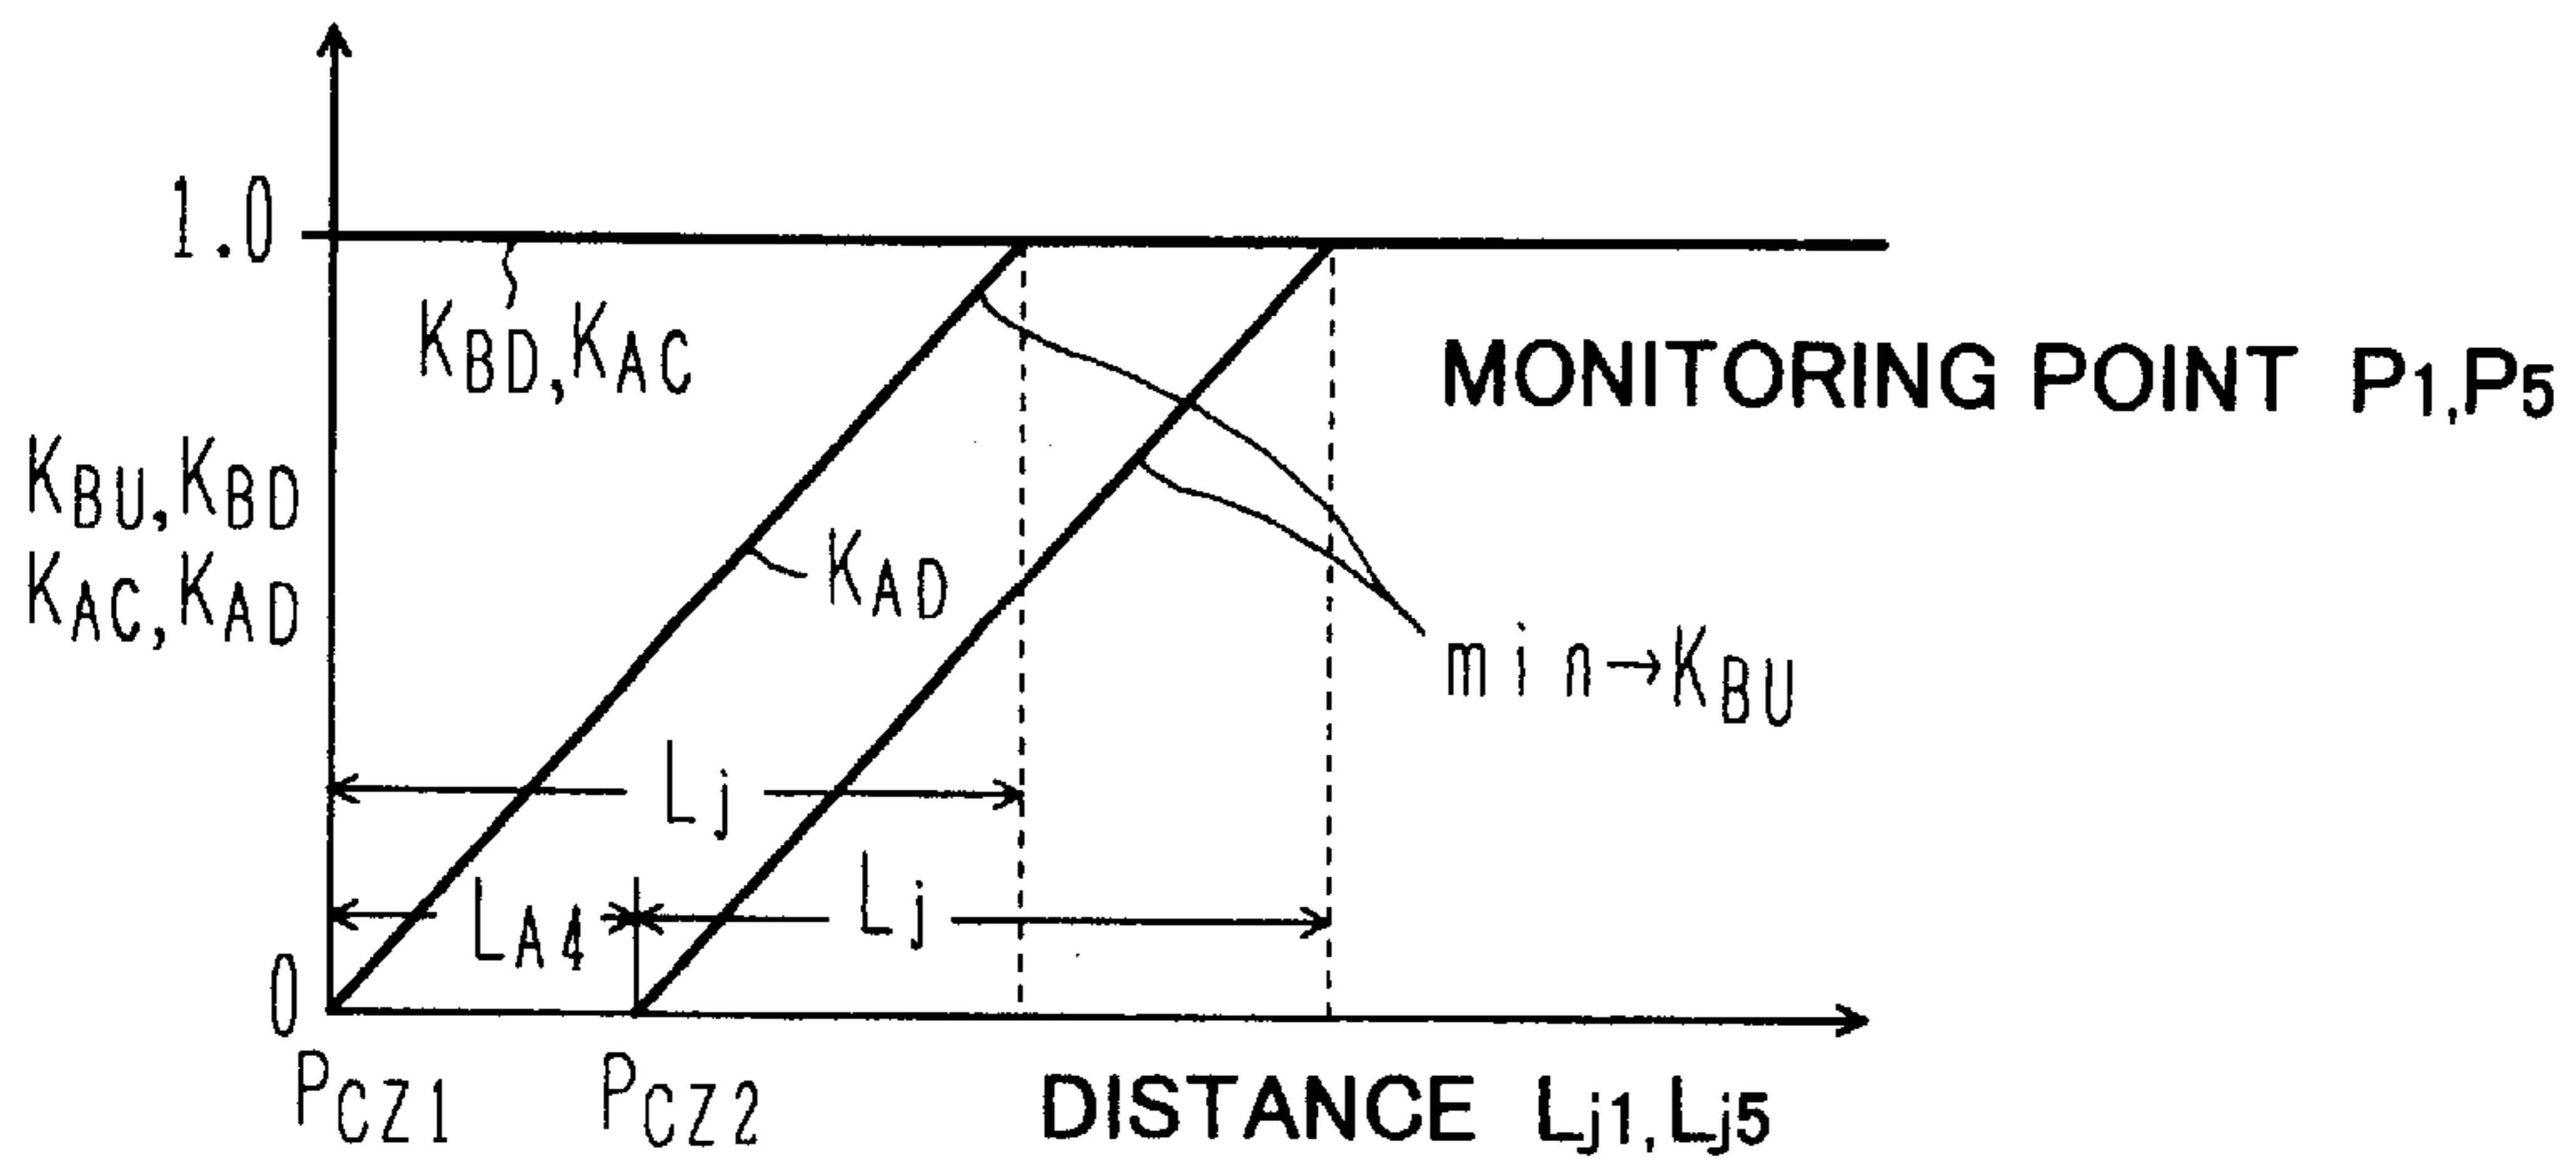 1.0
KBD,KAC
MONITORING POINT P1,P5
KBU,KBD
KAC,KAD
KAD
min→KBU
Lj
Lj
LA4
0
PCZ1
PCZ2
DISTANCE Lj1,Lj5